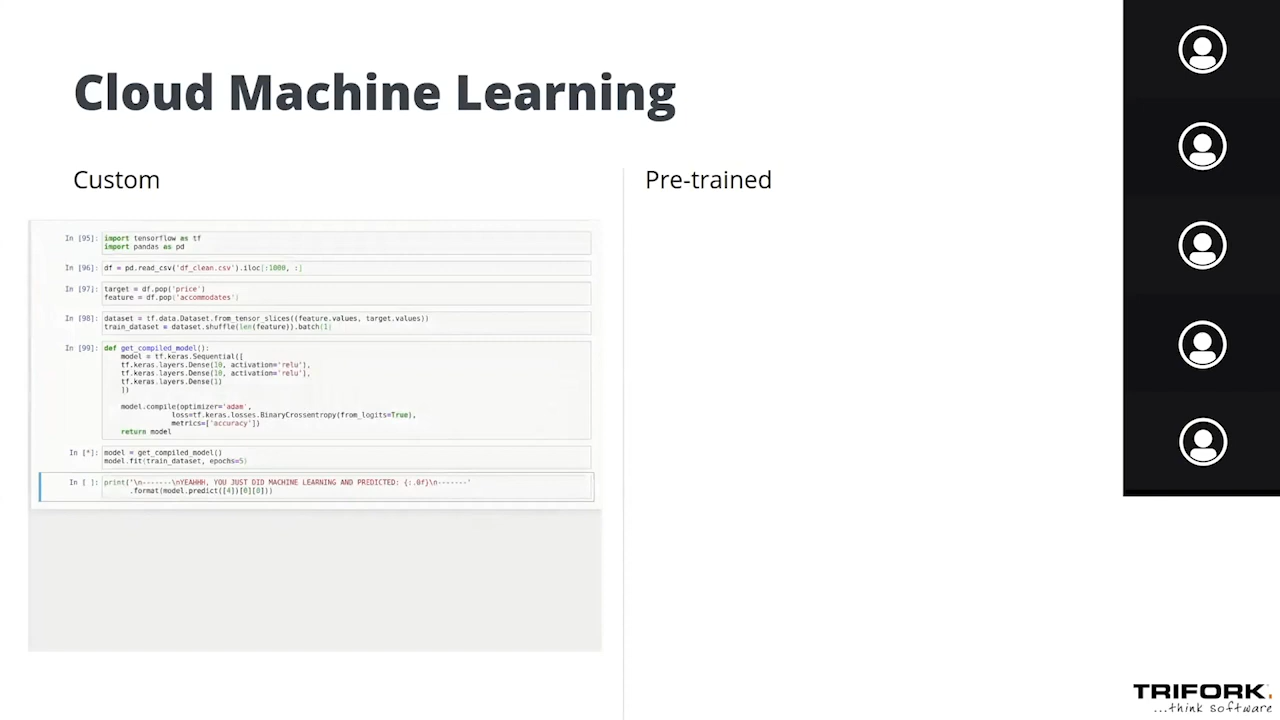 Cloud Machine Learning
Custom
In [95]: import tensorflow as tf
import pandas as pd
In [96]: df = pd.read_csv('df_clean.csv').iloc[:1000, :]
In [97]: target = df.pop('price')
feature = df.pop('accommodates')
In [98]: dataset = tf.data.Dataset.from_tensor_slices((feature.values, target.values))
train_dataset = dataset.shuffle(len(feature)).batch(1)
In [99]: def get_compiled_model():
model = tf.keras.Sequential([
tf.keras.layers.Dense(10, activation='relu'),
tf.keras.layers.Dense(10, activation='relu'),
tf.keras.layers.Dense(1)
])
model.compile(optimizer='adam',
loss=tf.keras.losses.BinaryCrossentropy(from_logits=True),
metrics=['accuracy'])
return model
In [*]: model = get_compiled_model()
model.fit(train_dataset, epochs=5)
In [ ]: print('\n-------\nYEAHHH, YOU JUST DID MACHINE LEARNING AND PREDICTED: {:.0f}\n-------'
.format(model.predict([4])[0][0]))
Pre-trained
TRIFORK.
...think software